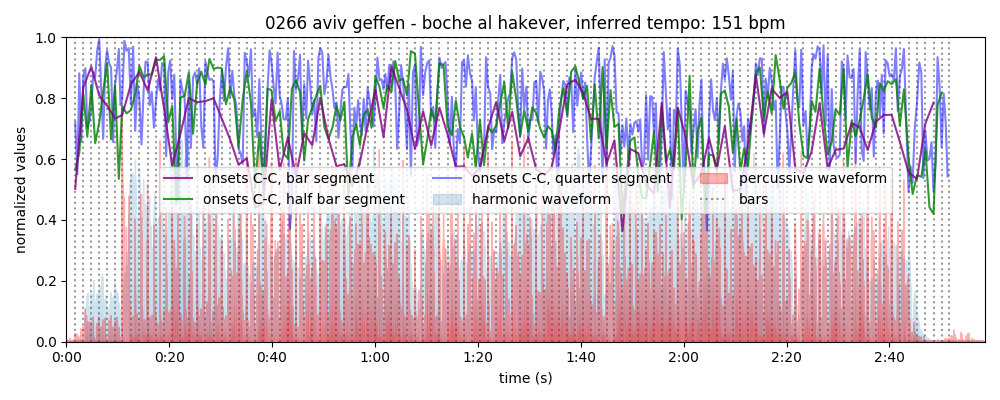 0266 aviv geffen - boche al hakever, inferred tempo: 151 bpm
1.0
0.8
0.6
0.4
0.2
0.0
normalized values
onsets C-C, bar segment
onsets C-C, half bar segment
onsets C-C, quarter segment
harmonic waveform
percussive waveform
bars
0:00 0:20 0:40 1:00 1:20 1:40 2:00 2:20 2:40
time (s)